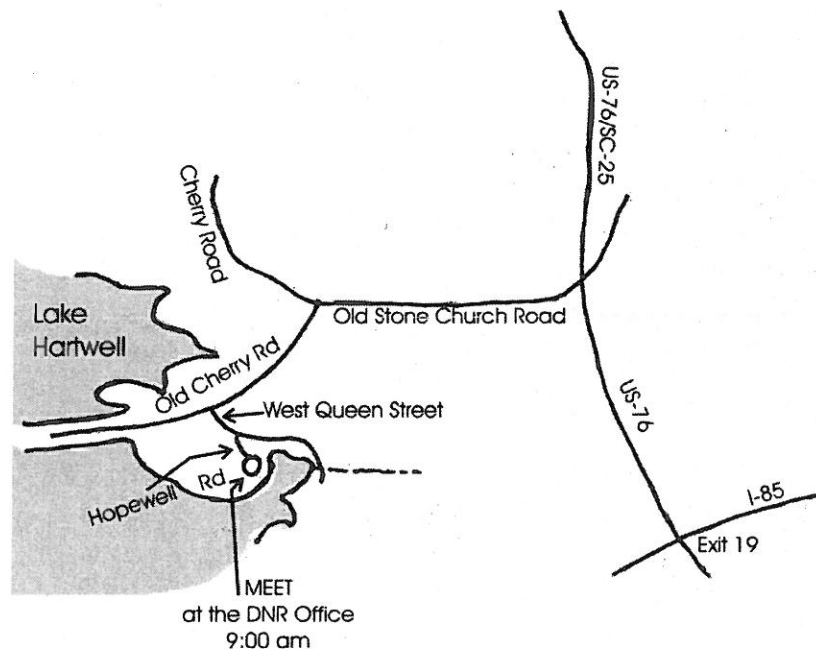 US-76/SC-25
Cherry Road
Lake
Hartwell
Old Stone Church Road
Old Cherry Rd
West Queen Street
US-76
Hopewell Rd
I-85
Exit 19
MEET
at the DNR Office
9:00 am